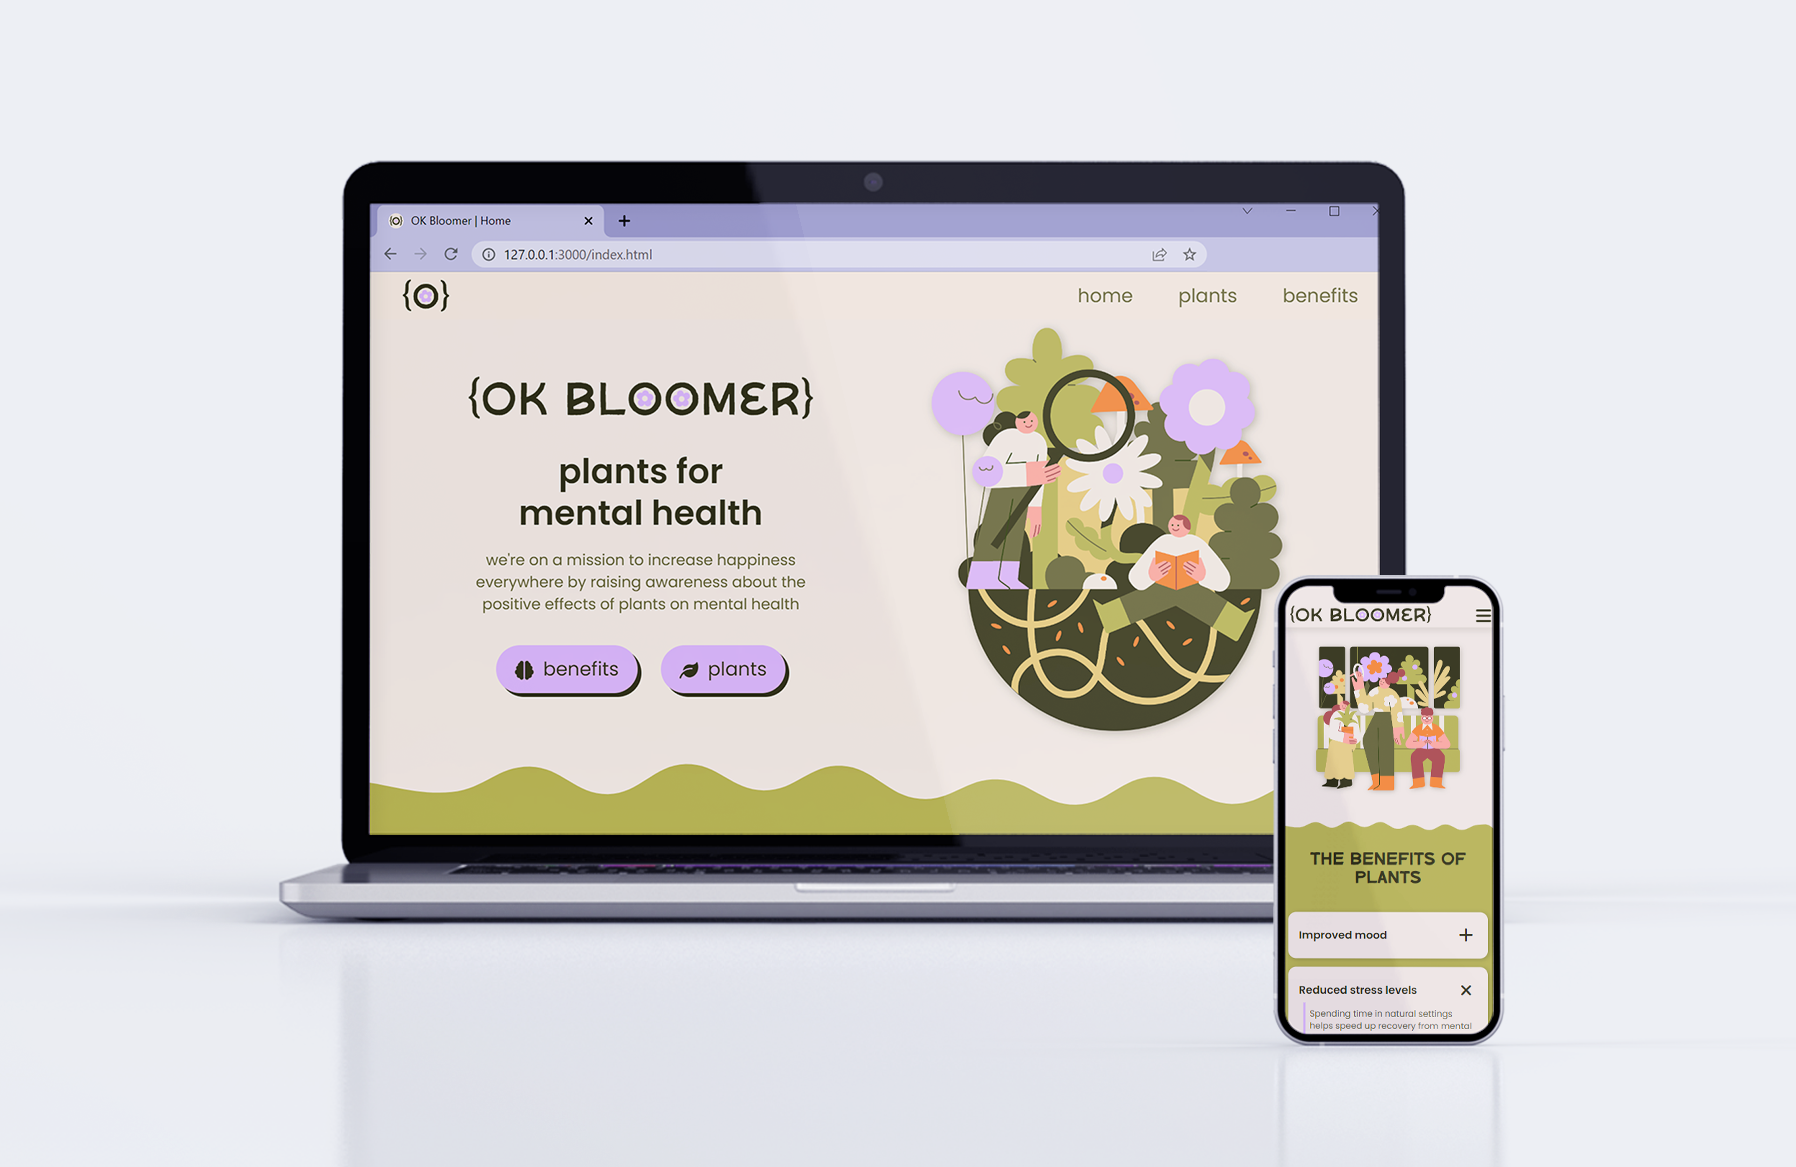 OK Bloomer | Home
127.0.0.1:3000/index.html
{O}
home plants benefits
{OK BLOOMER}
plants for
mental health
we're on a mission to increase happiness
everywhere by raising awareness about the
positive effects of plants on mental health
benefits plants
{OK BLOOMER}
THE BENEFITS OF
PLANTS
Improved mood
Reduced stress levels
Spending time in natural settings
helps speed up recovery from mental